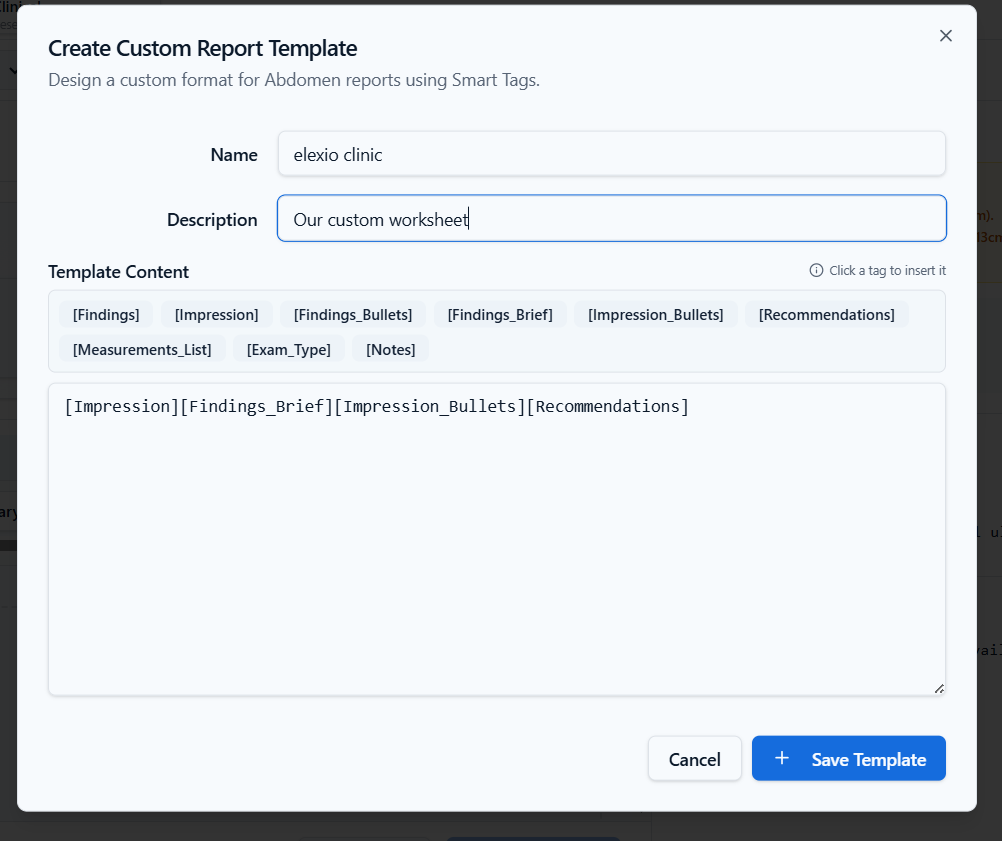 Create Custom Report Template
Design a custom format for Abdomen reports using Smart Tags.
Name
elexio clinic
Description
Our custom worksheet
Template Content
Click a tag to insert it
[Findings] [Impression] [Findings_Bullets] [Findings_Brief] [Impression_Bullets] [Recommendations]
[Measurements_List] [Exam_Type] [Notes]
[Impression][Findings_Brief][Impression_Bullets][Recommendations]
Cancel
+ Save Template